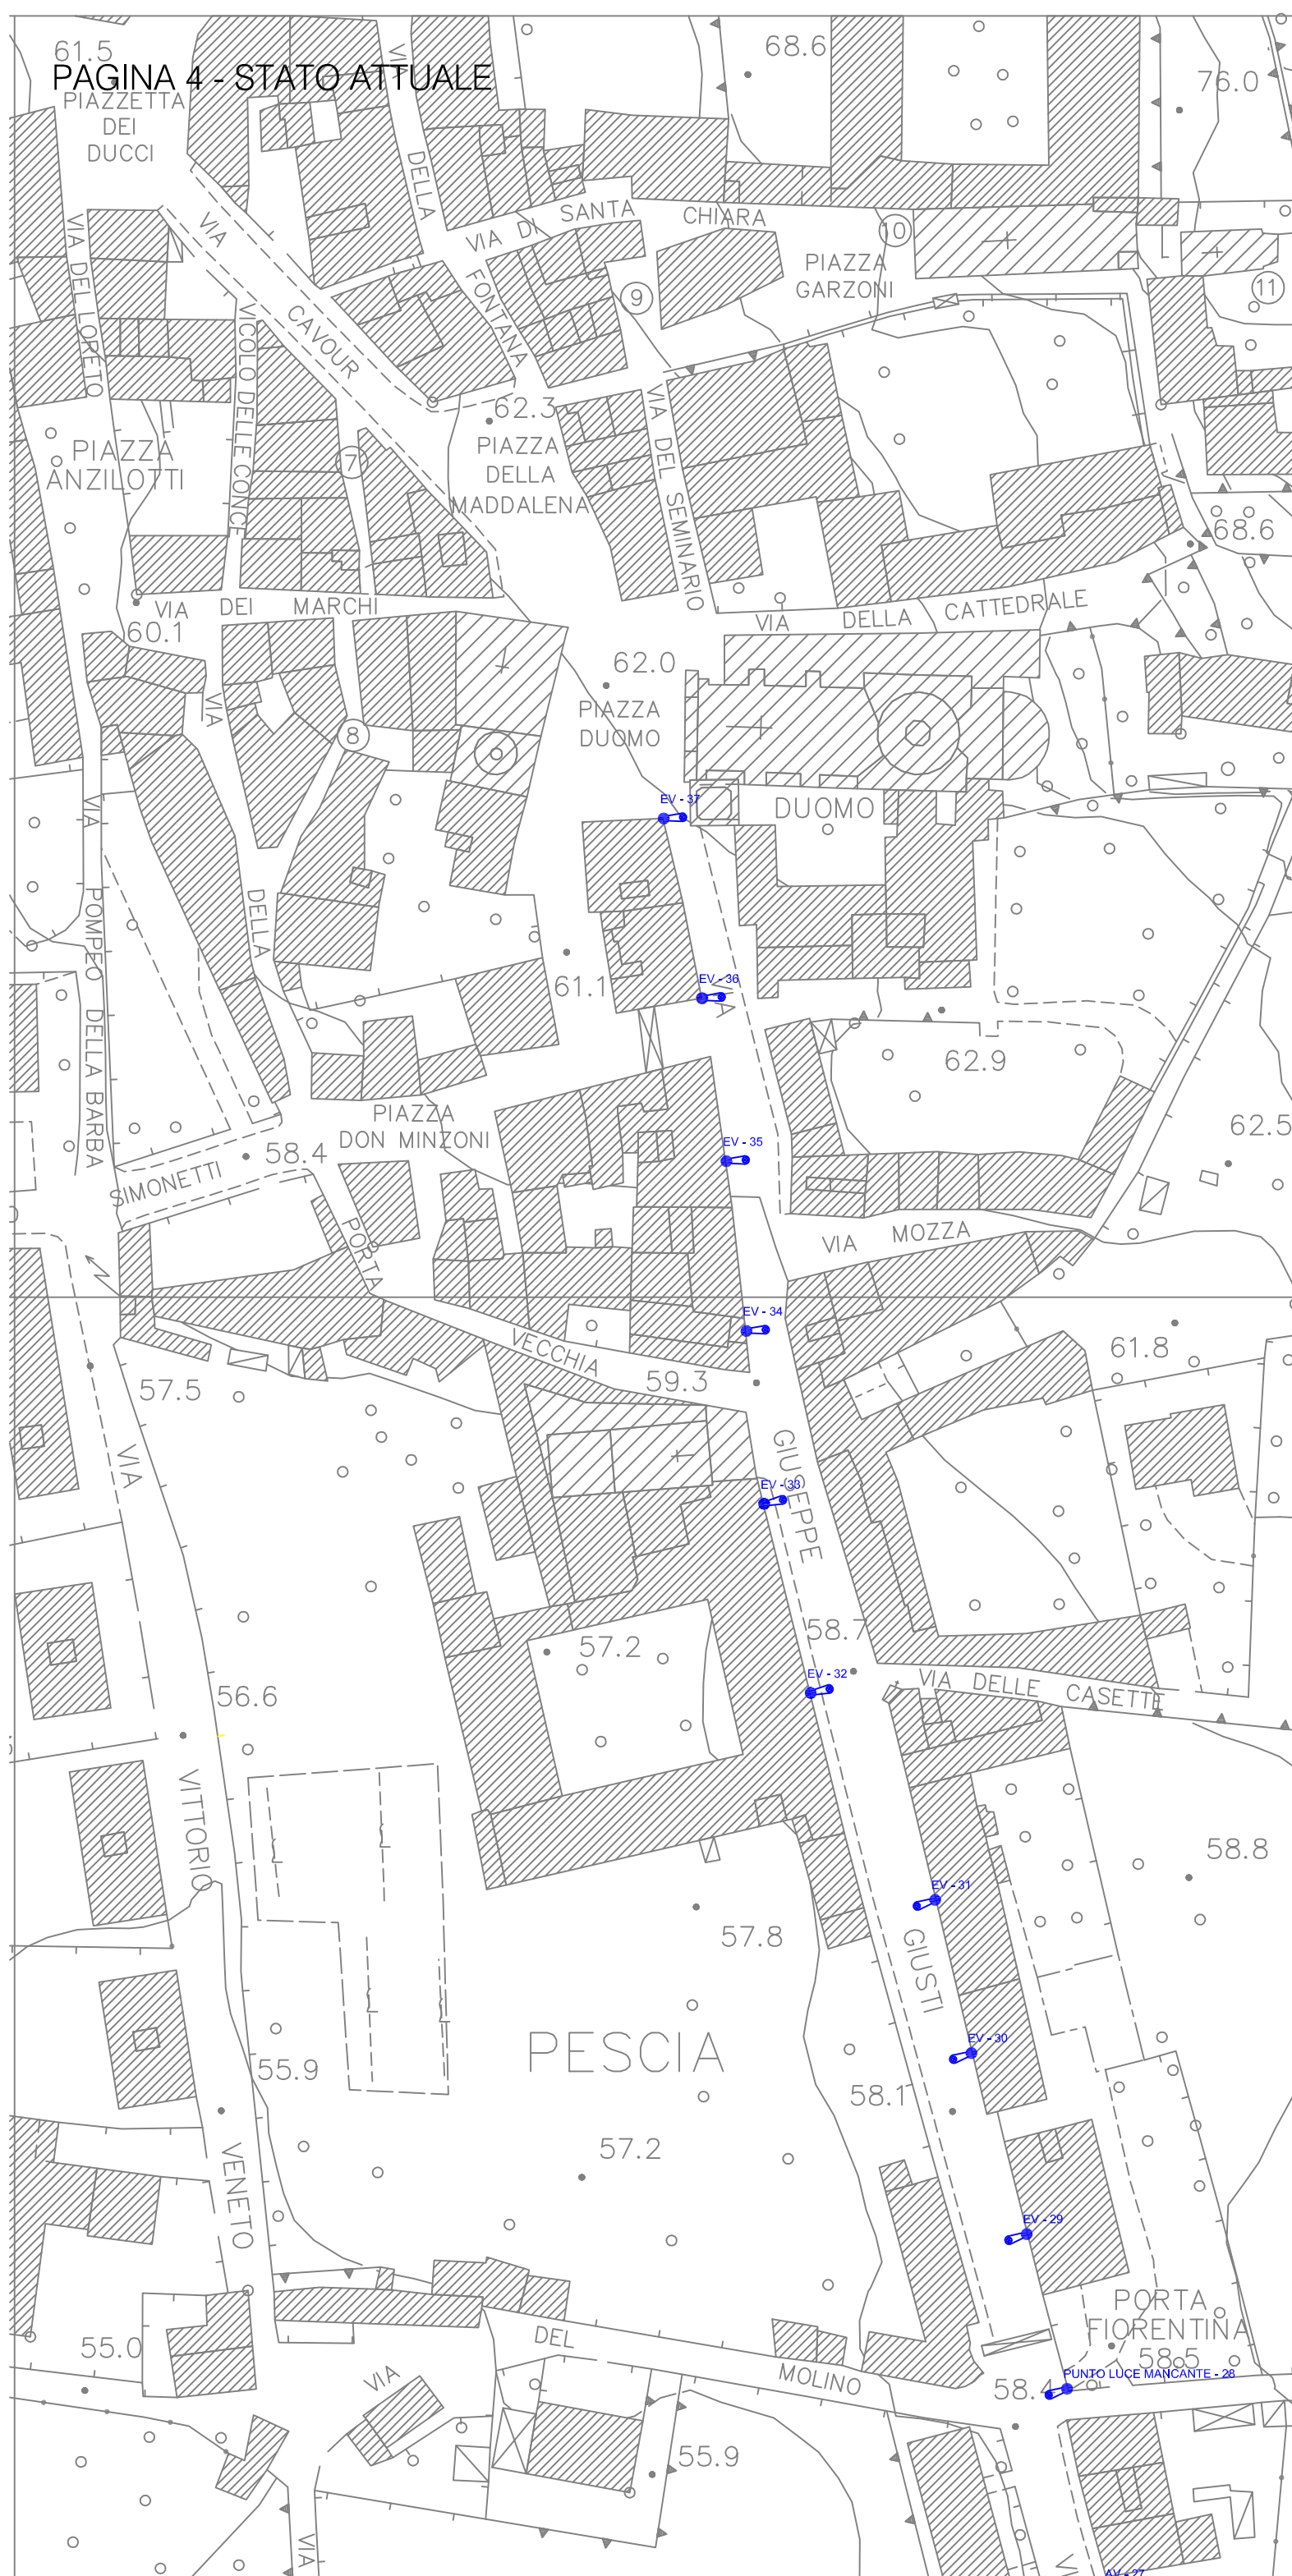 61.5
PAGINA 4 - STATO ATTUALE
PIAZZETTA
DEI
DUCCI
68.6
76.0
VIA
DELLA
FONTANA
VIA DI SANTA CHIARA
10
PIAZZA
GARZONI
11
9
VIA DEL LORETO
VIA CAVOUR
VICOLO DELLE CONCE
62.3
PIAZZA
DELLA
MADDALENA
PIAZZA
ANZILOTTI
7
VIA DEL SEMINARIO
68.6
VIA DEI MARCHI
60.1
VIA DELLA CATTEDRALE
62.0
PIAZZA
DUOMO
8
EV - 37
DUOMO
VIA POMPEO DELLA BARBA
VIA
DELLA
PORTA
VECCHIA
61.1
EV - 36
VIA
62.9
PIAZZA
DON MINZONI
EV - 35
62.5
58.4
SIMONETTI
VIA MOZZA
EV - 34
61.8
59.3
57.5
VIA
GIUSEPPE
EV - 33
58.7
57.2
EV - 32
VIA DELLE CASETTE
56.6
VITTORIO
58.8
EV - 31
57.8
GIUSTI
PESCIA
EV - 30
55.9
58.1
57.2
VENETO
EV - 29
PORTA
FIORENTINA
58.5
55.0
DEL MOLINO
PUNTO LUCE MANCANTE - 28
58.4
VIA
55.9
VIA
AV - 27